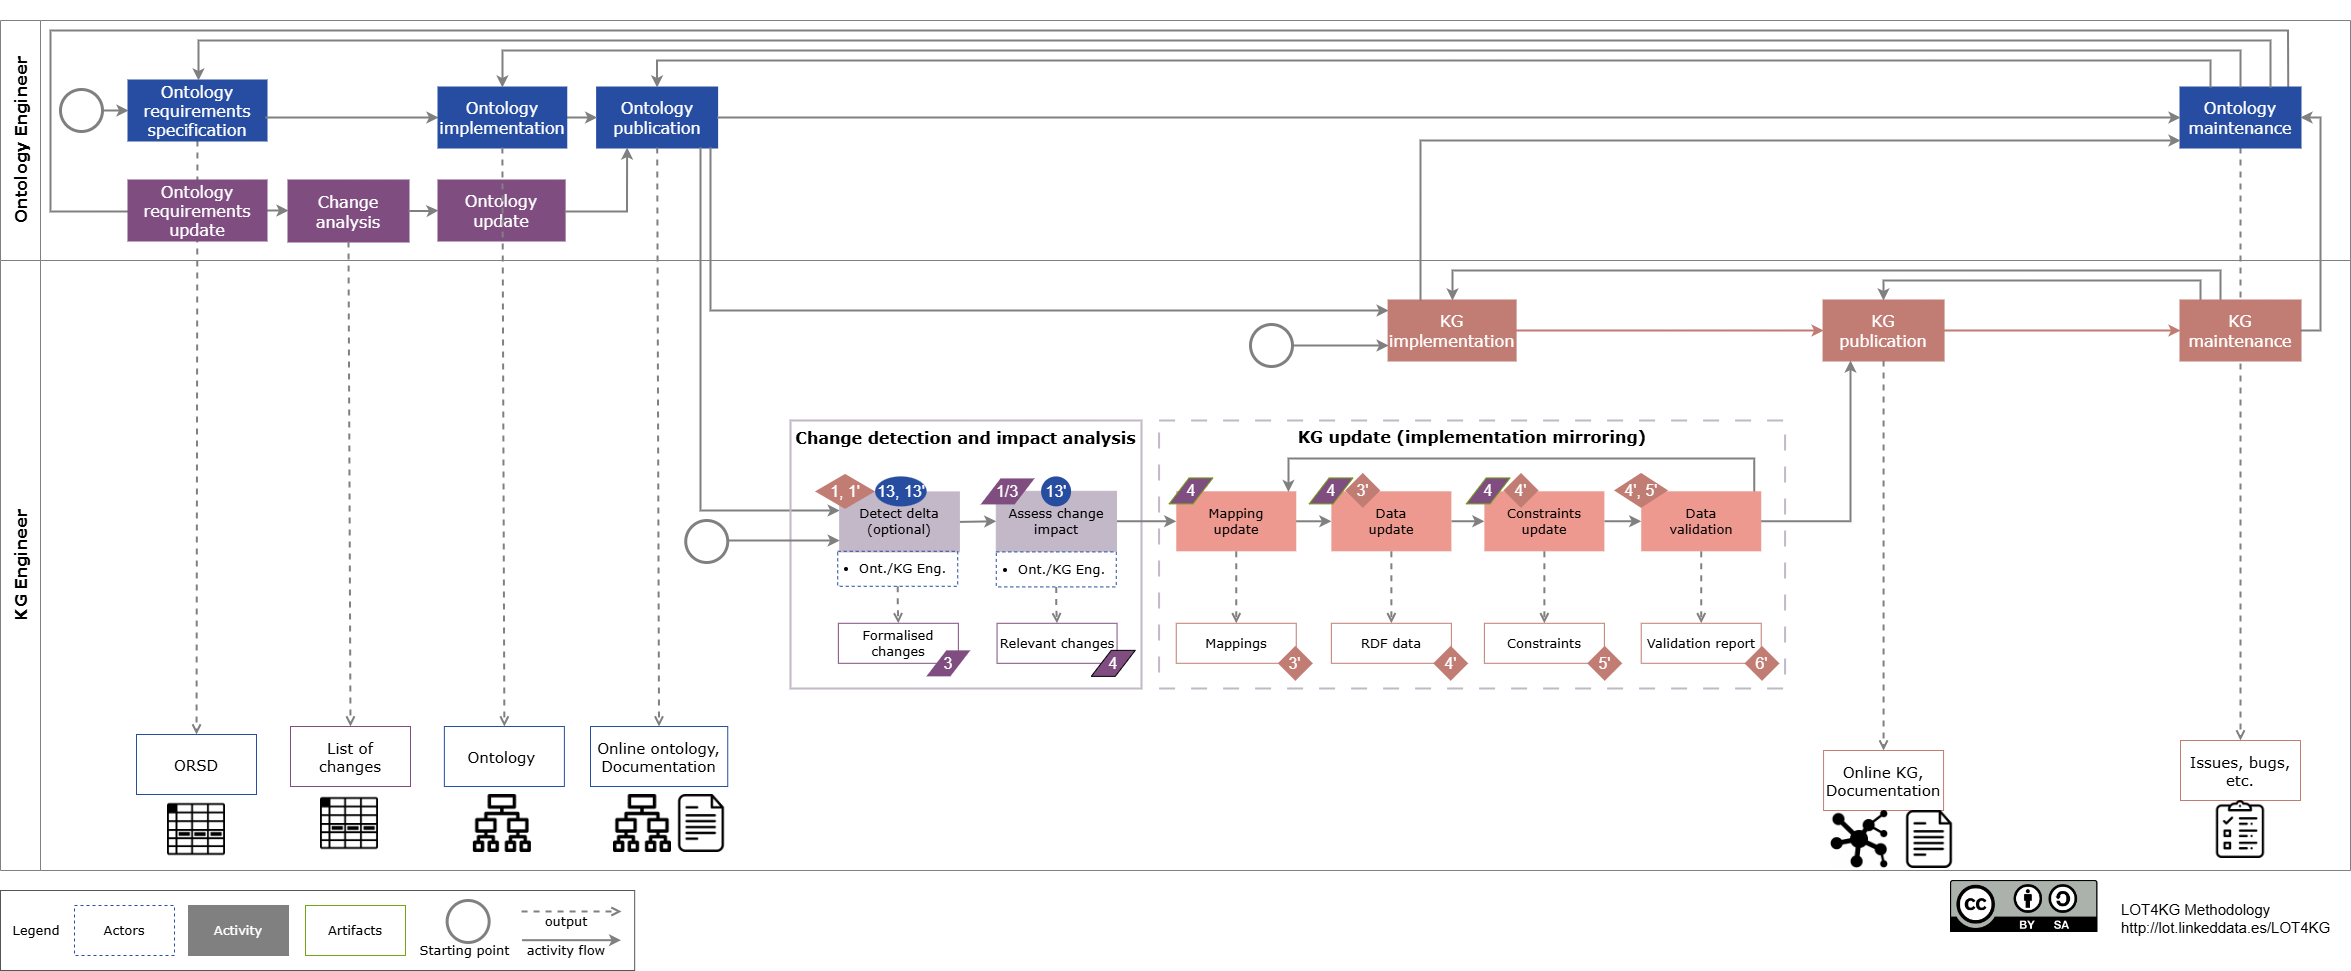 Ontology Engineer
Ontology
requirements
specification
Ontology
implementation
Ontology
publication
Ontology
maintenance
Ontology
requirements
update
Change
analysis
Ontology
update
KG Engineer
KG
implementation
KG
publication
KG
maintenance
Change detection and impact analysis
1, 1'
13, 13'
Detect delta
(optional)
• Ont./KG Eng.
Formalised
changes
3
1/3
13'
Assess change
impact
• Ont./KG Eng.
Relevant changes
4
KG update (implementation mirroring)
4
Mapping
update
Mappings
3'
4
3'
Data
update
RDF data
4'
4
4'
Constraints
update
Constraints
5'
4', 5'
Data
validation
Validation report
6'
ORSD
List of
changes
Ontology
Online ontology,
Documentation
Online KG,
Documentation
Issues, bugs,
etc.
Legend
Actors
Activity
Artifacts
Starting point
output
activity flow
CC
BY SA
LOT4KG Methodology
http://lot.linkeddata.es/LOT4KG